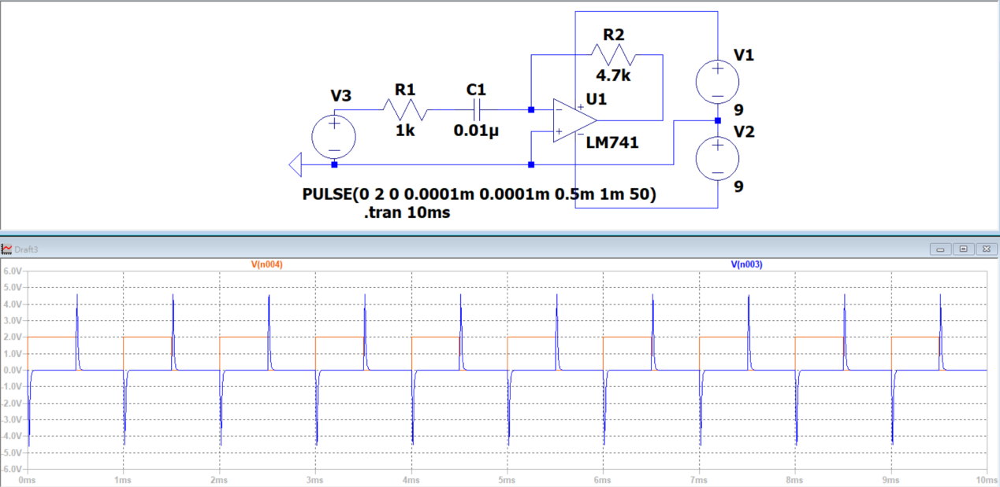 R2
V1
4.7k
V3
R1
C1
U1
9
1k
0.01µ
V2
LM741
9
PULSE(0 2 0 0.0001m 0.0001m 0.5m 1m 50)
.tran 10ms
Draft3
V(n004) V(n003)
6.0V
5.0V
4.0V
3.0V
2.0V
1.0V
0.0V
-1.0V
-2.0V
-3.0V
-4.0V
-5.0V
-6.0V
0ms 1ms 2ms 3ms 4ms 5ms 6ms 7ms 8ms 9ms 10ms